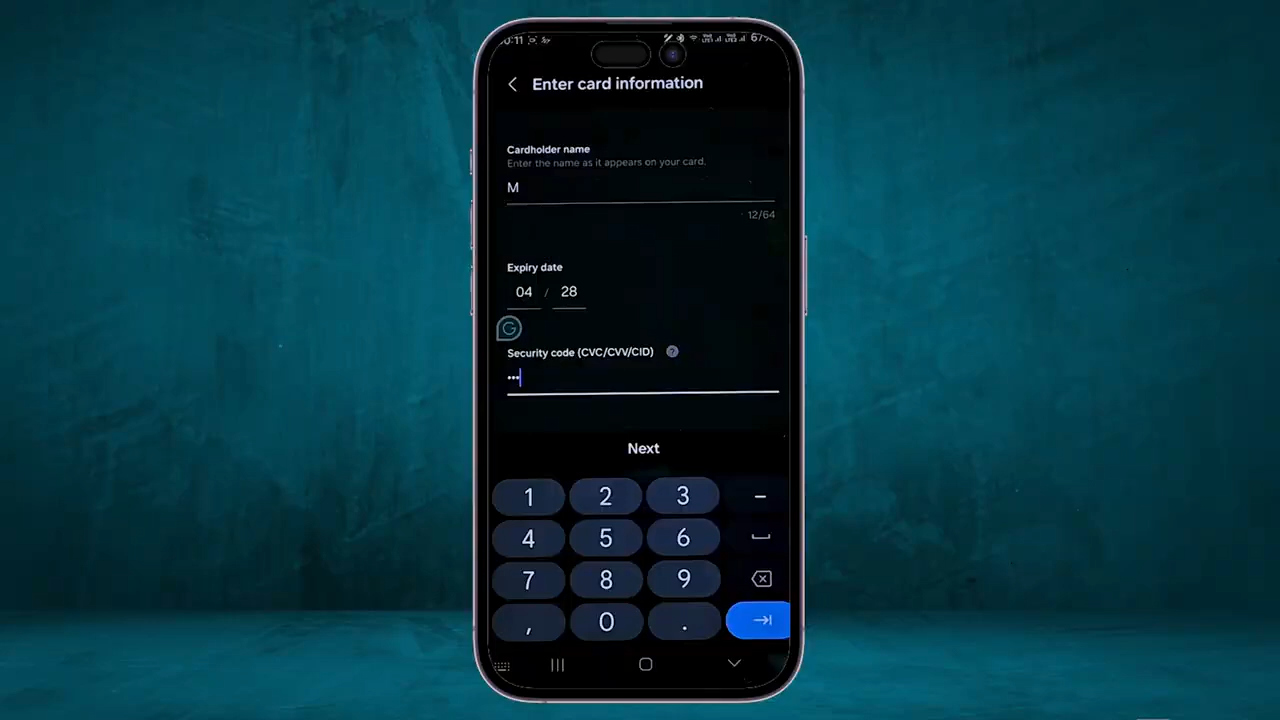 Enter card information
Cardholder name
Enter the name as it appears on your card.
M
12/64
Expiry date
04 / 28
Security code (CVC/CVV/CID) ?
•••
Next
1 2 3 -
4 5 6
7 8 9
, 0 .